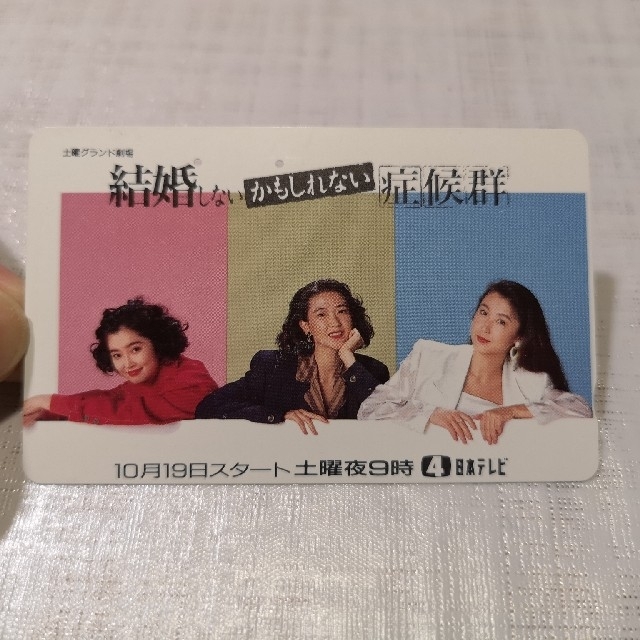 土曜グランド劇場
結婚しないかもしれない症候群
10月19日スタート 土曜夜9時 4 日本テレビ